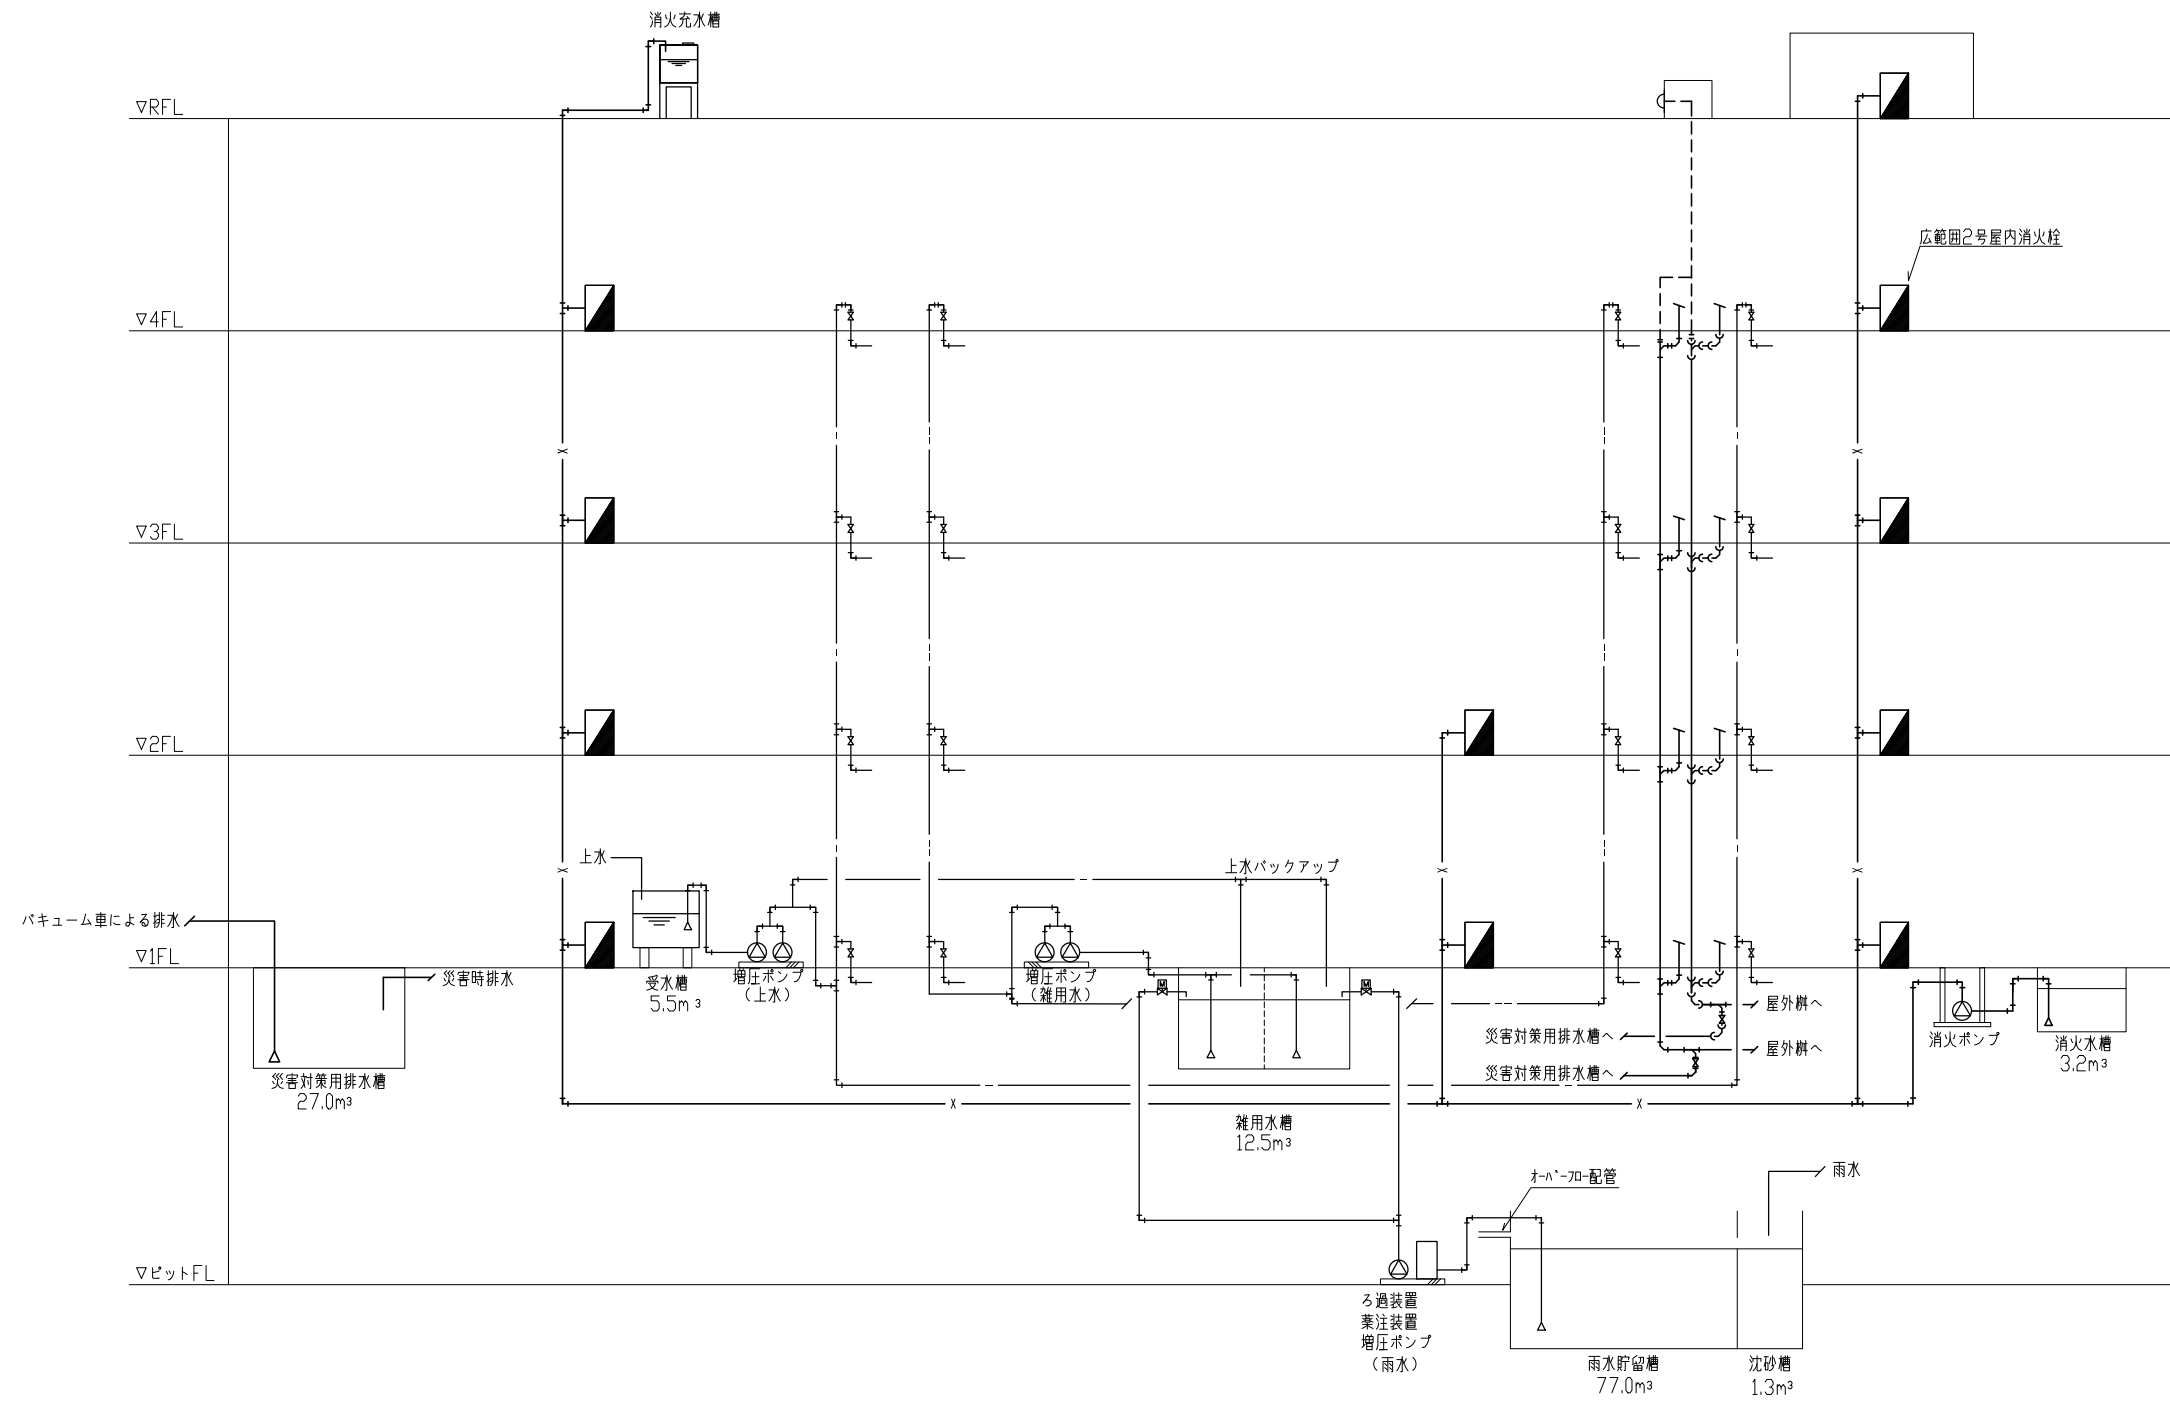 消火充水槽
▽RFL
広範囲2号屋内消火栓
▽4FL
▽3FL
▽2FL
上水
上水バックアップ
バキューム車による排水
▽1FL
災害時排水
受水槽
5.5m³
増圧ポンプ
(上水)
増圧ポンプ
(雑用水)
屋外桝へ
災害対策用排水槽へ
屋外桝へ
災害対策用排水槽へ
消火ポンプ
消火水槽
3.2m³
災害対策用排水槽
27.0m³
X
X
X
X
X
X
X
M
M
雑用水槽
12.5m³
オーバーフロー配管
雨水
▽ピットFL
ろ過装置
薬注装置
増圧ポンプ
(雨水)
雨水貯留槽
77.0m³
沈砂槽
1.3m³